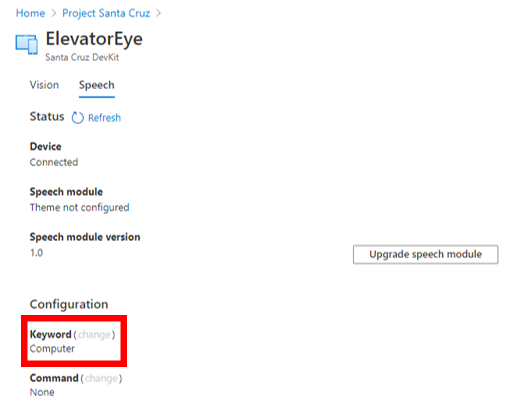 Home > Project Santa Cruz >
ElevatorEye
Santa Cruz DevKit
Vision Speech
Status Refresh
Device
Connected
Speech module
Theme not configured
Speech module version
1.0
Upgrade speech module
Configuration
Keyword (change)
Computer
Command (change)
None